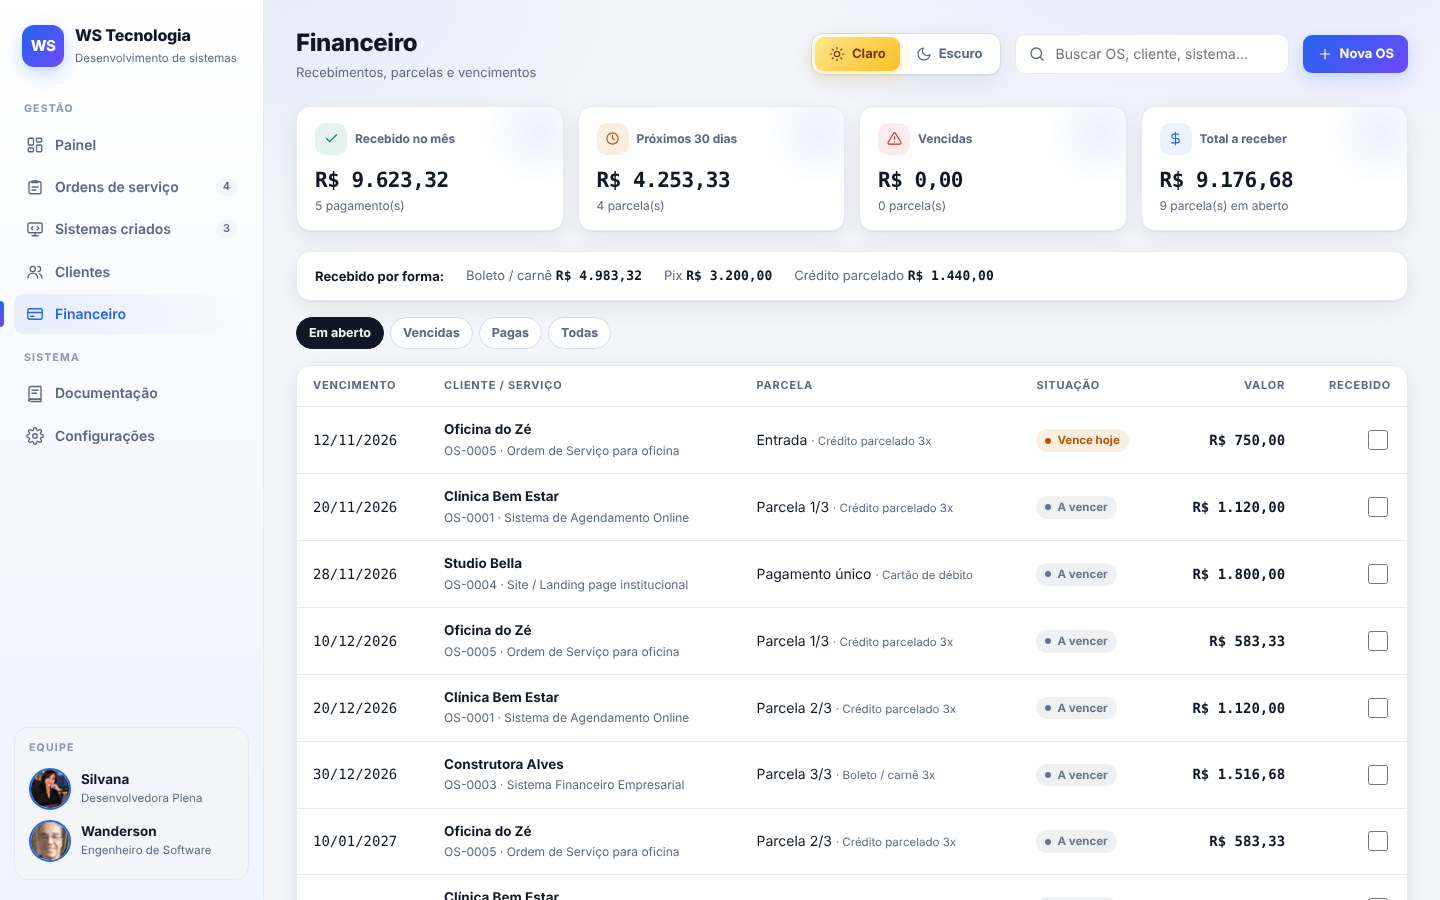 WS
WS Tecnologia
Desenvolvimento de sistemas
GESTÃO
Painel
Ordens de serviço 4
Sistemas criados 3
Clientes
Financeiro
SISTEMA
Documentação
Configurações
EQUIPE
Silvana
Desenvolvedora Plena
Wanderson
Engenheiro de Software
Financeiro
Recebimentos, parcelas e vencimentos
Claro
Escuro
Buscar OS, cliente, sistema...
Nova OS
Recebido no mês
R$ 9.623,32
5 pagamento(s)
Próximos 30 dias
R$ 4.253,33
4 parcela(s)
Vencidas
R$ 0,00
0 parcela(s)
Total a receber
R$ 9.176,68
9 parcela(s) em aberto
Recebido por forma: Boleto / carnê R$ 4.983,32 Pix R$ 3.200,00 Crédito parcelado R$ 1.440,00
Em aberto Vencidas Pagas Todas
VENCIMENTO CLIENTE / SERVIÇO PARCELA SITUAÇÃO VALOR RECEBIDO
12/11/2026 Oficina do Zé Entrada · Crédito parcelado 3x Vence hoje R$ 750,00
OS-0005 · Ordem de Serviço para oficina
20/11/2026 Clínica Bem Estar Parcela 1/3 · Crédito parcelado 3x A vencer R$ 1.120,00
OS-0001 · Sistema de Agendamento Online
28/11/2026 Studio Bella Pagamento único · Cartão de débito A vencer R$ 1.800,00
OS-0004 · Site / Landing page institucional
10/12/2026 Oficina do Zé Parcela 1/3 · Crédito parcelado 3x A vencer R$ 583,33
OS-0005 · Ordem de Serviço para oficina
20/12/2026 Clínica Bem Estar Parcela 2/3 · Crédito parcelado 3x A vencer R$ 1.120,00
OS-0001 · Sistema de Agendamento Online
30/12/2026 Construtora Alves Parcela 3/3 · Boleto / carnê 3x A vencer R$ 1.516,68
OS-0003 · Sistema Financeiro Empresarial
10/01/2027 Oficina do Zé Parcela 2/3 · Crédito parcelado 3x A vencer R$ 583,33
OS-0005 · Ordem de Serviço para oficina
Clínica Bem Estar